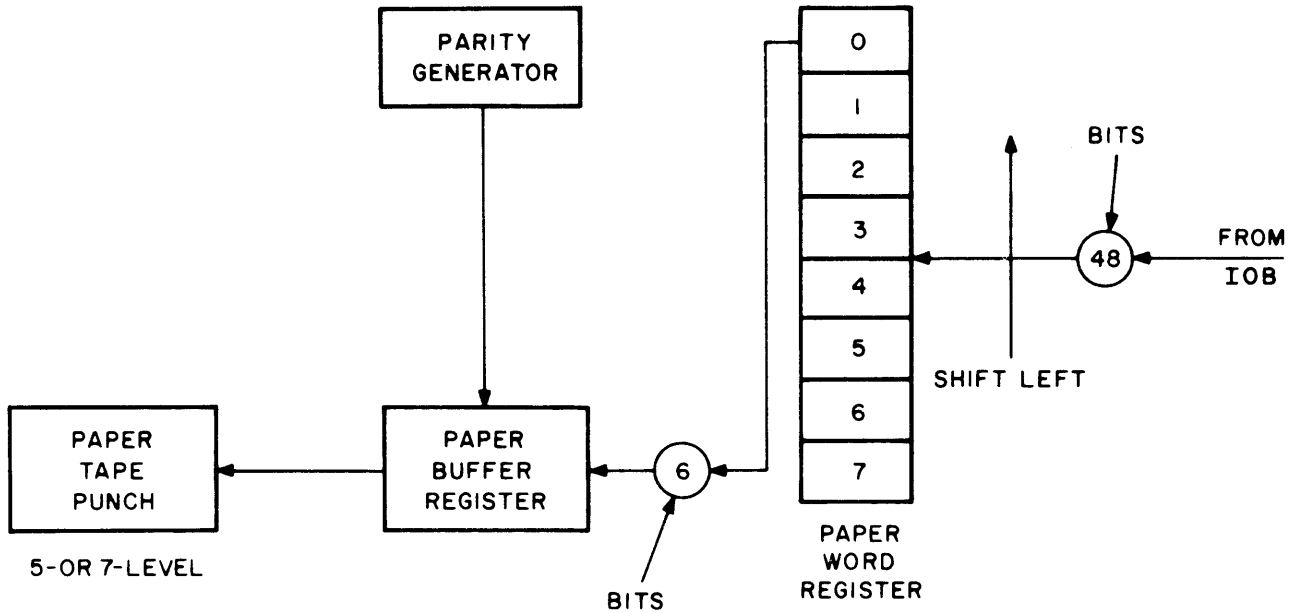 PARITY
GENERATOR
0
1
2
3
4
5
6
7
BITS
48
FROM
IOB
SHIFT LEFT
PAPER
TAPE
PUNCH
PAPER
BUFFER
REGISTER
6
5-OR 7-LEVEL
BITS
PAPER
WORD
REGISTER